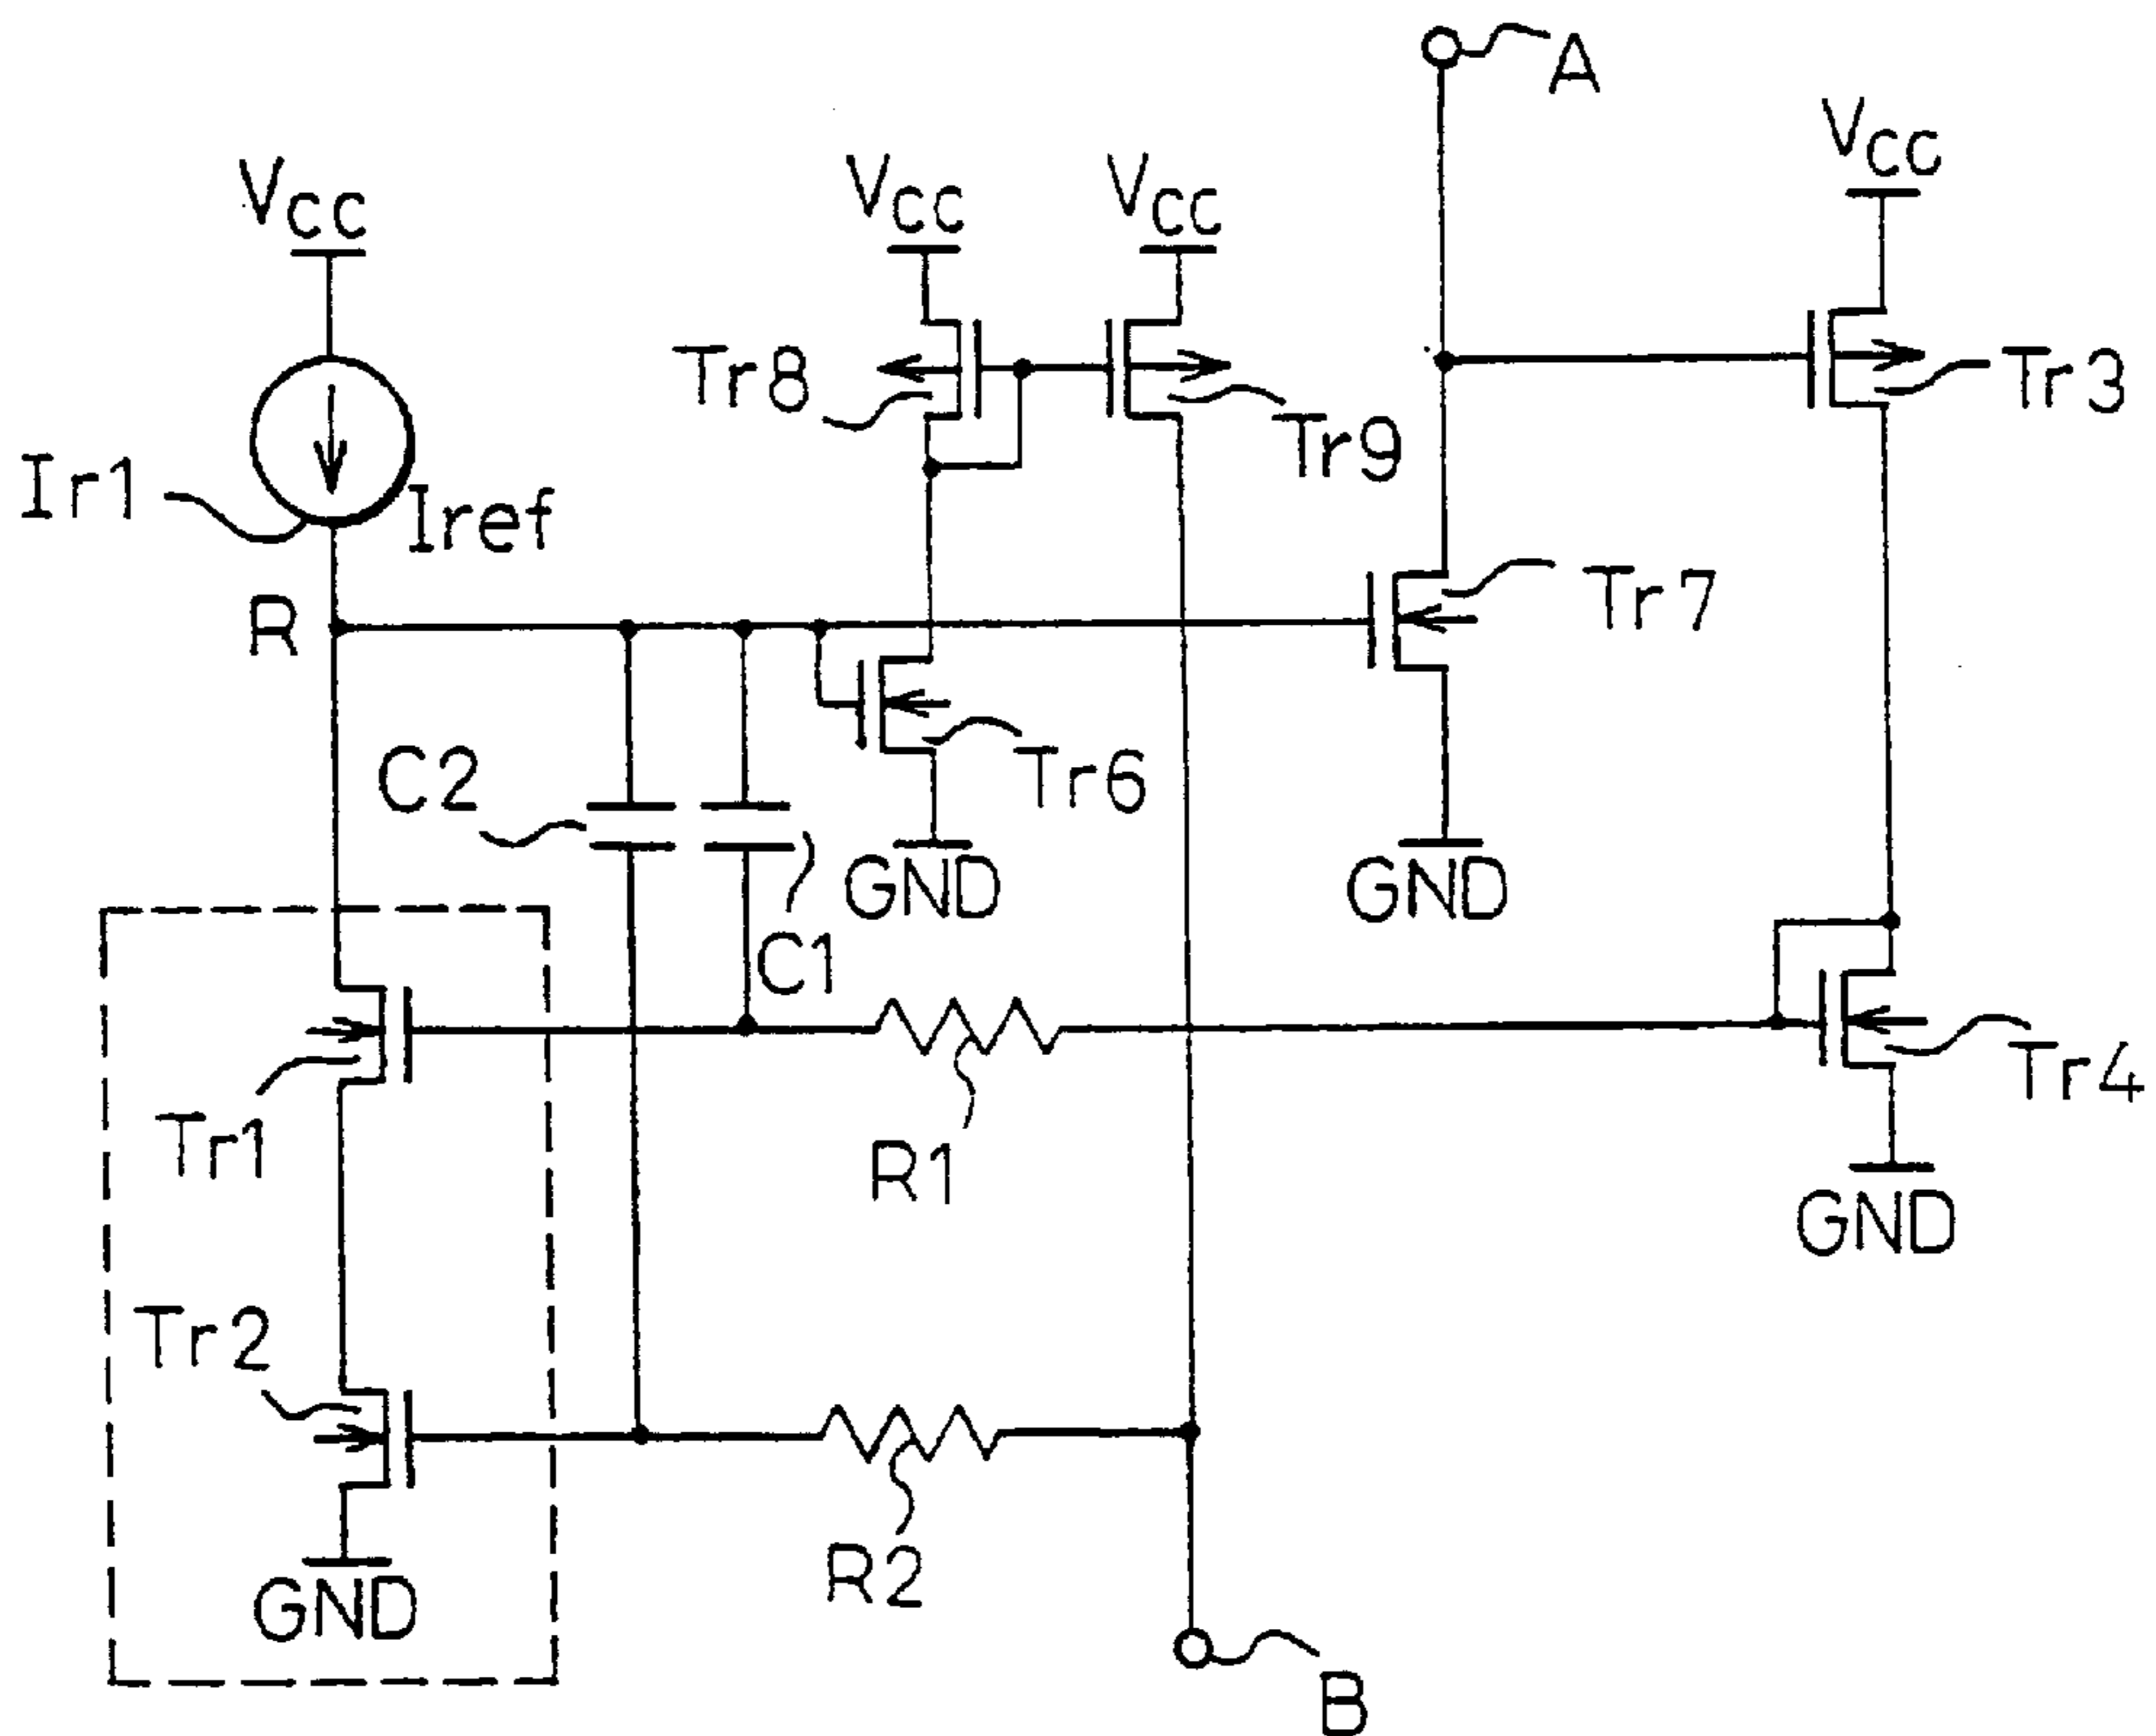 A
Vcc
Vcc
Vcc
Vcc
Tr8
Tr9
Tr3
Ir1
Iref
R
Tr7
C2
Tr6
GND
GND
C1
Tr1
R1
Tr4
GND
Tr2
R2
GND
B